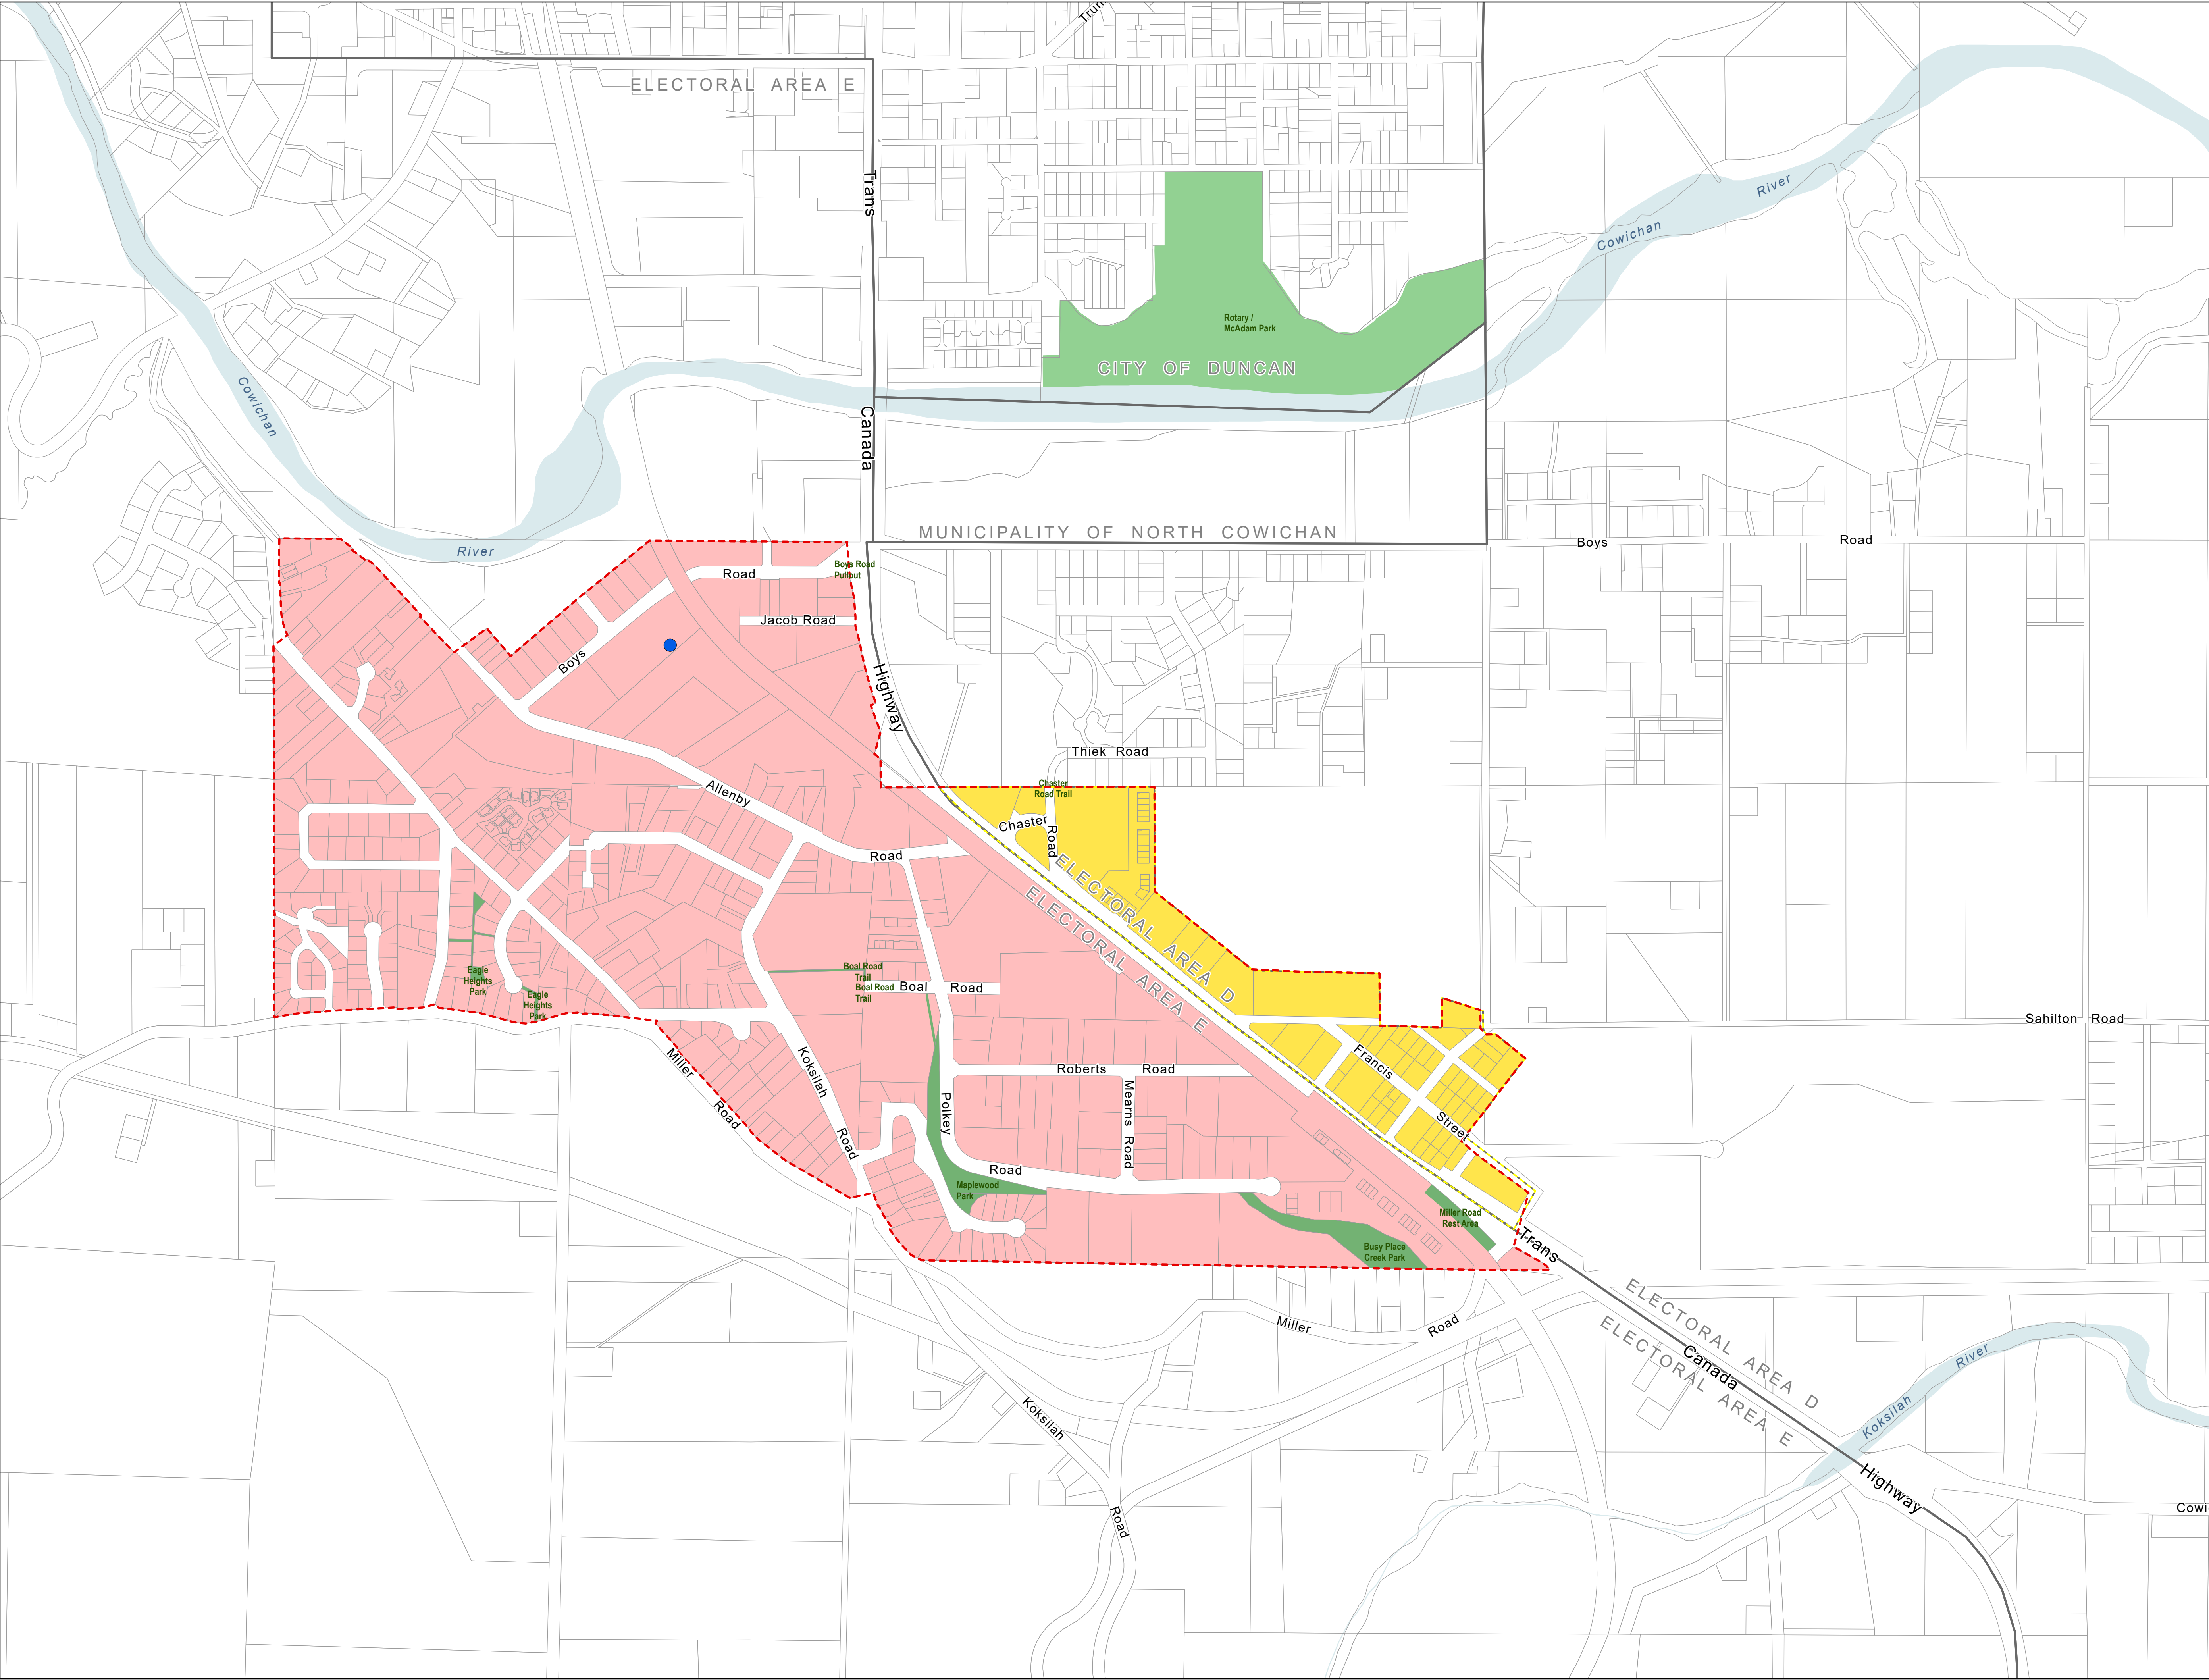 Trun
ELECTORAL AREA E
Trans
River
Cowichan
Rotary /
McAdam Park
CITY OF DUNCAN
Cowichan
Canada
MUNICIPALITY OF NORTH COWICHAN
Boys
Road
River
Boys Road
Pullout
Road
Jacob Road
Boys
Highway
Thiek Road
Chaster
Road Trail
Allenby
Chaster
Road
Road
ELECTORAL AREA D
ELECTORAL AREA E
Eagle
Heights
Park
Eagle
Heights
Park
Boal Road
Trail
Boal Road
Trail
Boal Road
Sahilton Road
Miller
Road
Koksilah
Road
Roberts Road
Mearns Road
Francis
Street
Polkey
Road
Maplewood
Park
Miller Road
Rest Area
Busy Place
Creek Park
Trans
Miller
Road
ELECTORAL AREA D
ELECTORAL AREA E
Canada
River
Koksilah
Koksilah
Road
Highway
Cowi